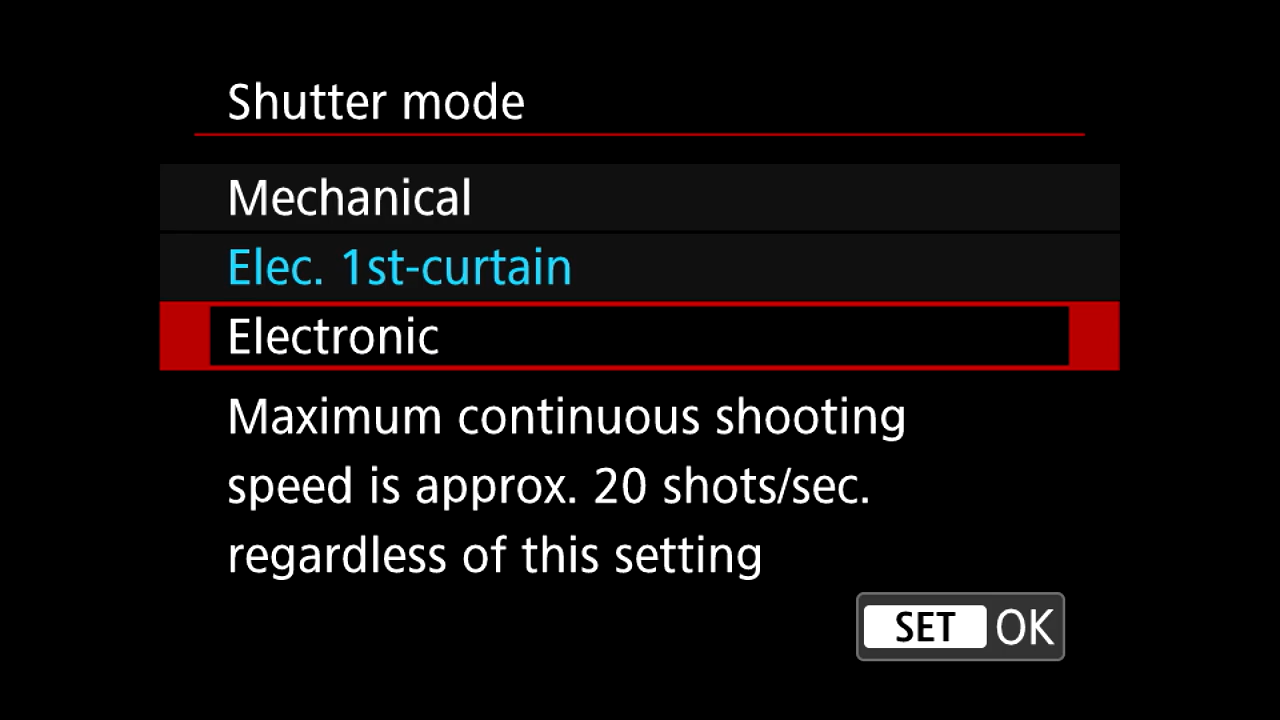 Shutter mode
Mechanical
Elec. 1st-curtain
Electronic
Maximum continuous shooting
speed is approx. 20 shots/sec.
regardless of this setting
SET OK